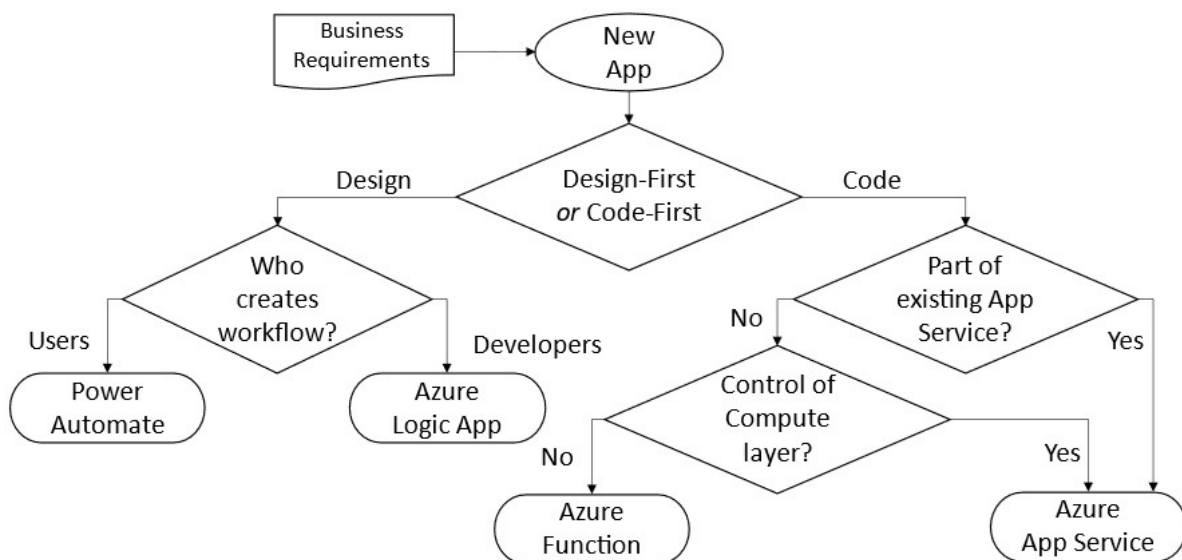 Business
Requirements
New
App
Design
Design-First
or Code-First
Code
Who
creates
workflow?
Part of
existing App
Service?
Users
Developers
No
Yes
Power
Automate
Azure
Logic App
Control of
Compute
layer?
No
Yes
Azure
Function
Azure
App Service